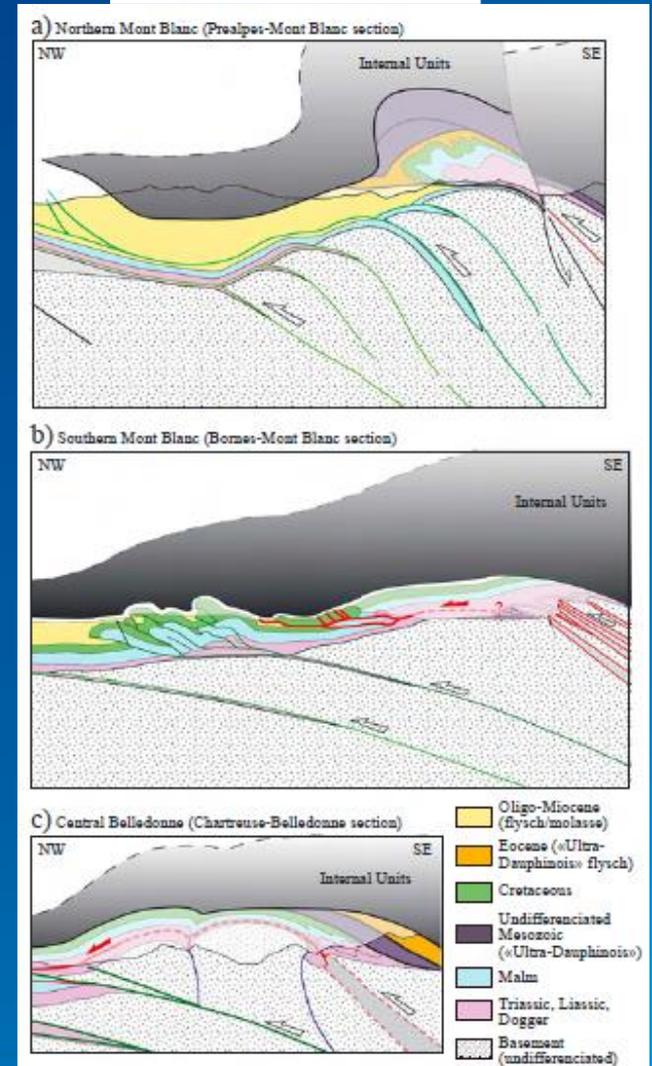 a) Northern Mont Blanc (Prealpes-Mont Blanc section)
NW
SE
Internal Units
b) Southern Mont Blanc (Bornes-Mont Blanc section)
NW
SE
Internal Units
?
c) Central Belledonne (Chartreuse-Belledonne section)
NW
SE
Internal Units
Oligo-Miocene
(flysch/molasse)
Eocene («Ultra-
Dauphinois» flysch)
Cretaceous
Undifferenciated
Mesozoic
(«Ultra-Dauphinois»)
Malm
Triassic, Liassic,
Dogger
Basement
(undifferenciated)